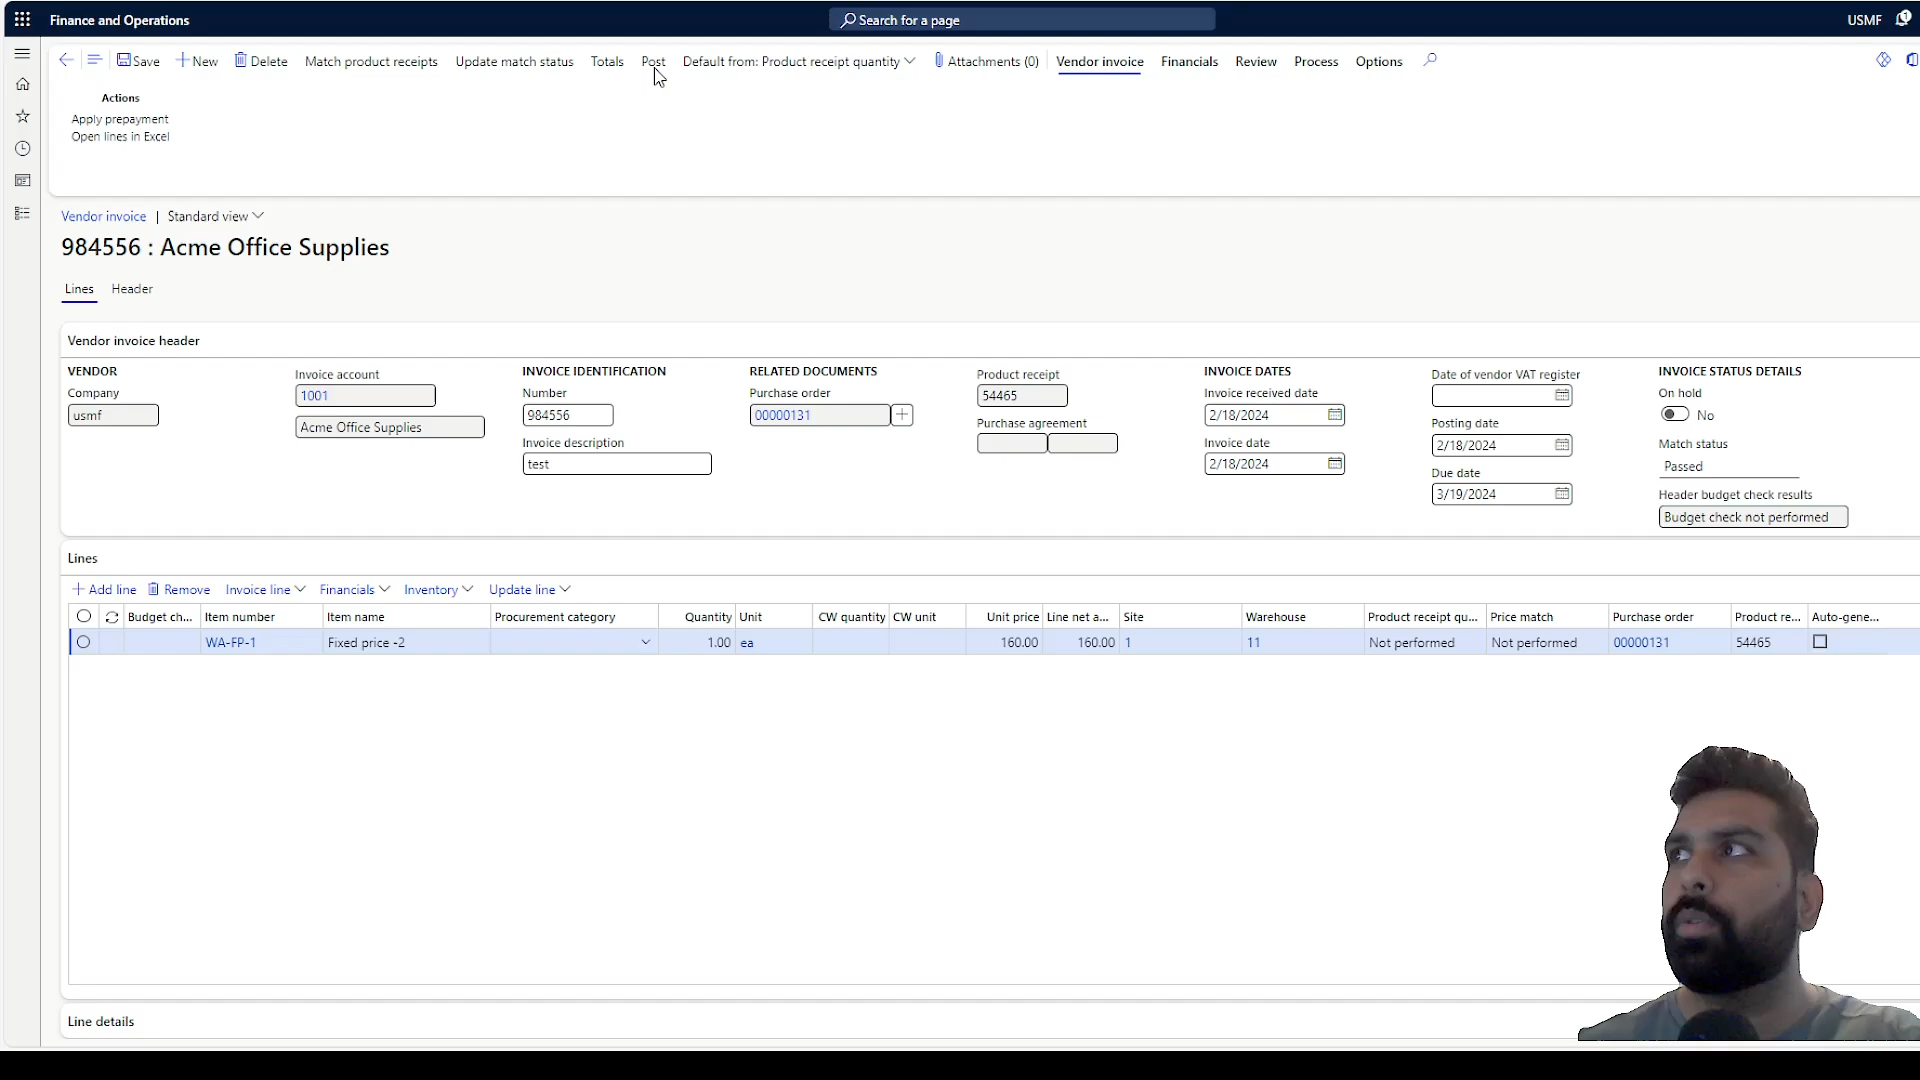 Finance and Operations
Search for a page
USMF
1
Save
New
Delete
Match product receipts
Update match status
Totals
Post
Default from: Product receipt quantity
Attachments (0)
Vendor invoice
Financials
Review
Process
Options
Actions
Apply prepayment
Open lines in Excel
Vendor invoice | Standard view
984556 : Acme Office Supplies
Lines
Header
Vendor invoice header
VENDOR
Company
usmf
Invoice account
1001
Acme Office Supplies
INVOICE IDENTIFICATION
Number
984556
Invoice description
test
RELATED DOCUMENTS
Purchase order
00000131
Product receipt
54465
Purchase agreement
INVOICE DATES
Invoice received date
2/18/2024
Invoice date
2/18/2024
Date of vendor VAT register
Posting date
2/18/2024
Due date
3/19/2024
INVOICE STATUS DETAILS
On hold
No
Match status
Passed
Header budget check results
Budget check not performed
Lines
Add line
Remove
Invoice line
Financials
Inventory
Update line
Budget ch... Item number Item name Procurement category Quantity Unit CW quantity CW unit Unit price Line net a... Site Warehouse Product receipt qu... Price match Purchase order Product re... Auto-gene...
WA-FP-1 Fixed price -2 1.00 ea 160.00 160.00 1 11 Not performed Not performed 00000131 54465
Line details